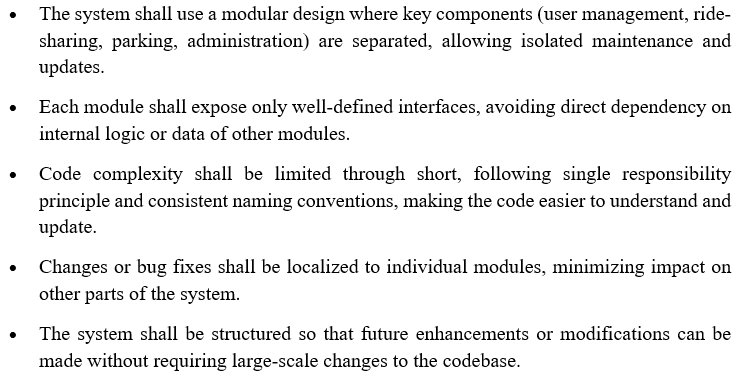 • The system shall use a modular design where key components (user management, ride-
sharing, parking, administration) are separated, allowing isolated maintenance and
updates.
• Each module shall expose only well-defined interfaces, avoiding direct dependency on
internal logic or data of other modules.
• Code complexity shall be limited through short, following single responsibility
principle and consistent naming conventions, making the code easier to understand and
update.
• Changes or bug fixes shall be localized to individual modules, minimizing impact on
other parts of the system.
• The system shall be structured so that future enhancements or modifications can be
made without requiring large-scale changes to the codebase.